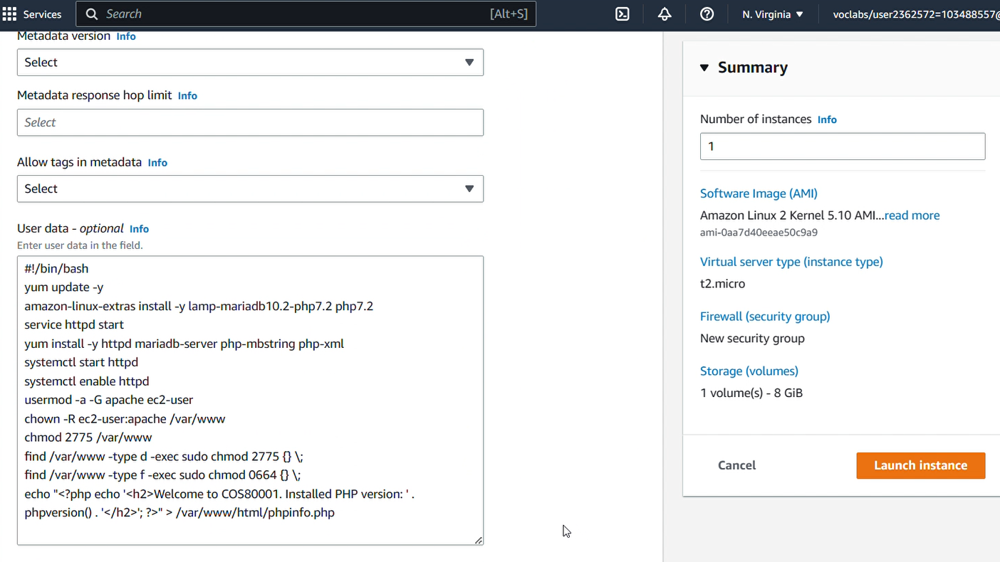 Services Search [Alt+S] N. Virginia voclabs/user2362572=103488557@
Metadata version Info
Select
Metadata response hop limit Info
Select
Allow tags in metadata Info
Select
User data - optional Info
Enter user data in the field.
#!/bin/bash
yum update -y
amazon-linux-extras install -y lamp-mariadb10.2-php7.2 php7.2
service httpd start
yum install -y httpd mariadb-server php-mbstring php-xml
systemctl start httpd
systemctl enable httpd
usermod -a -G apache ec2-user
chown -R ec2-user:apache /var/www
chmod 2775 /var/www
find /var/www -type d -exec sudo chmod 2775 {} \;
find /var/www -type f -exec sudo chmod 0664 {} \;
echo "<?php echo '<h2>Welcome to COS80001. Installed PHP version: ' .
phpversion() . '</h2>'; ?>" > /var/www/html/phpinfo.php
Summary
Number of instances Info
1
Software Image (AMI)
Amazon Linux 2 Kernel 5.10 AMI...read more
ami-0aa7d40eeae50c9a9
Virtual server type (instance type)
t2.micro
Firewall (security group)
New security group
Storage (volumes)
1 volume(s) - 8 GiB
Cancel Launch instance